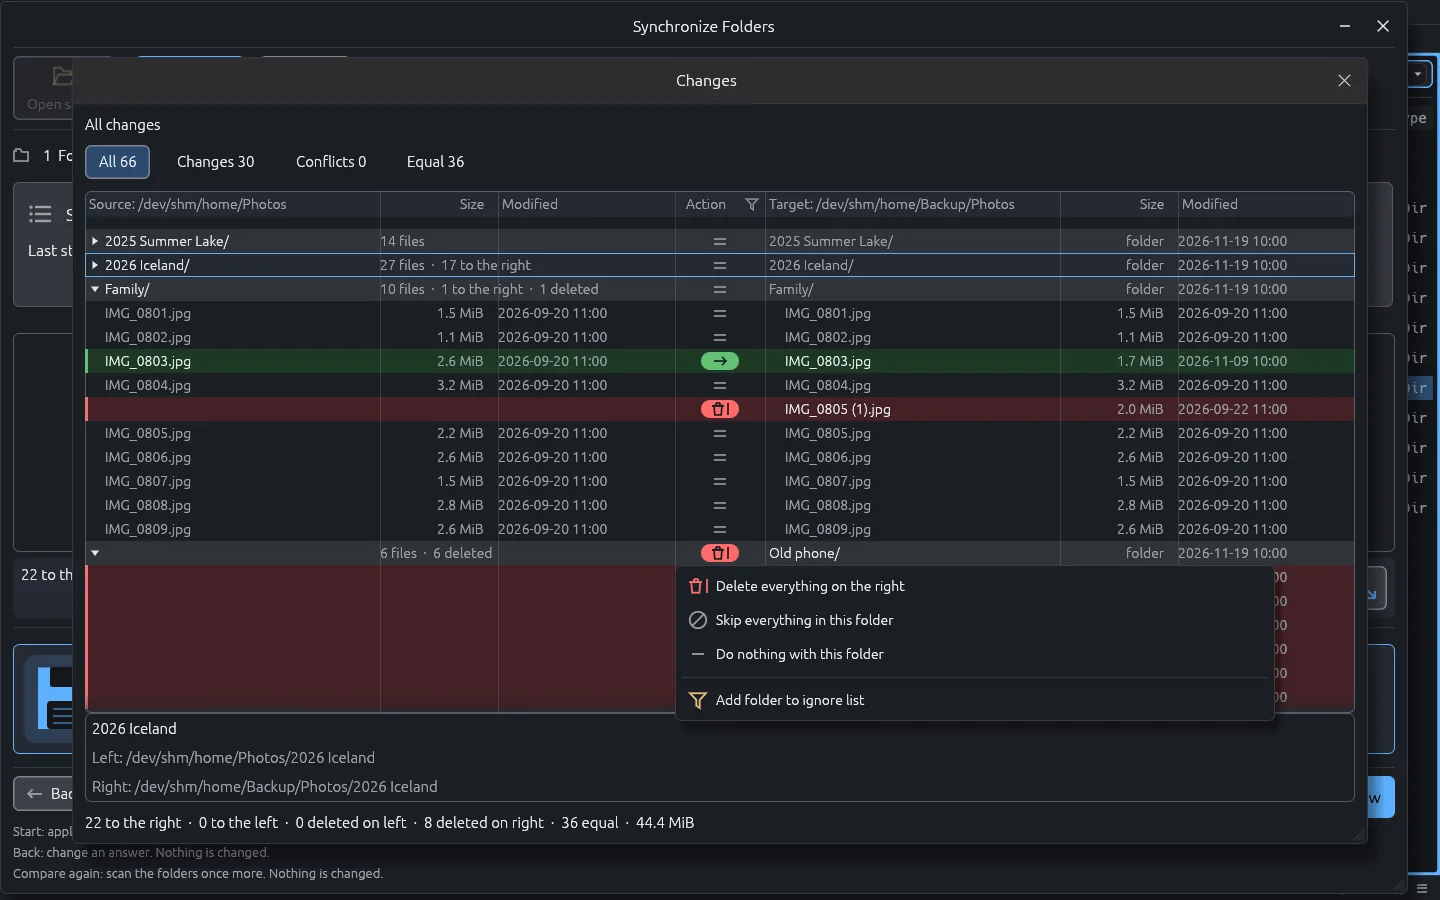 Synchronize Folders
Open s
ype
Changes
All changes
1 Fo
All 66 Changes 30 Conflicts 0 Equal 36
Source: /dev/shm/home/Photos Size Modified Action Target: /dev/shm/home/Backup/Photos Size Modified
S
Last st
2025 Summer Lake/ 14 files = 2025 Summer Lake/ folder 2026-11-19 10:00
2026 Iceland/ 27 files · 17 to the right = 2026 Iceland/ folder 2026-11-19 10:00
Family/ 10 files · 1 to the right · 1 deleted = Family/ folder 2026-11-19 10:00
IMG_0801.jpg 1.5 MiB 2026-09-20 11:00 = IMG_0801.jpg 1.5 MiB 2026-09-20 11:00
IMG_0802.jpg 1.1 MiB 2026-09-20 11:00 = IMG_0802.jpg 1.1 MiB 2026-09-20 11:00
IMG_0803.jpg 2.6 MiB 2026-09-20 11:00 → IMG_0803.jpg 1.7 MiB 2026-11-09 10:00
IMG_0804.jpg 3.2 MiB 2026-09-20 11:00 = IMG_0804.jpg 3.2 MiB 2026-09-20 11:00
IMG_0805 (1).jpg 2.0 MiB 2026-09-22 11:00
IMG_0805.jpg 2.2 MiB 2026-09-20 11:00 = IMG_0805.jpg 2.2 MiB 2026-09-20 11:00
IMG_0806.jpg 2.6 MiB 2026-09-20 11:00 = IMG_0806.jpg 2.6 MiB 2026-09-20 11:00
IMG_0807.jpg 1.5 MiB 2026-09-20 11:00 = IMG_0807.jpg 1.5 MiB 2026-09-20 11:00
IMG_0808.jpg 2.8 MiB 2026-09-20 11:00 = IMG_0808.jpg 2.8 MiB 2026-09-20 11:00
IMG_0809.jpg 2.6 MiB 2026-09-20 11:00 = IMG_0809.jpg 2.6 MiB 2026-09-20 11:00
6 files · 6 deleted Old phone/ folder 2026-11-19 10:00
22 to th
Delete everything on the right
Skip everything in this folder
Do nothing with this folder
Add folder to ignore list
00
00
00
00
00
00
2026 Iceland
Left: /dev/shm/home/Photos/2026 Iceland
Right: /dev/shm/home/Backup/Photos/2026 Iceland
22 to the right · 0 to the left · 0 deleted on left · 8 deleted on right · 36 equal · 44.4 MiB
← Bac
w
Start: appl
Back: change an answer. Nothing is changed.
Compare again: scan the folders once more. Nothing is changed.
Dir
Dir
Dir
Dir
Dir
Dir
Dir
Dir
Dir
Dir
Dir